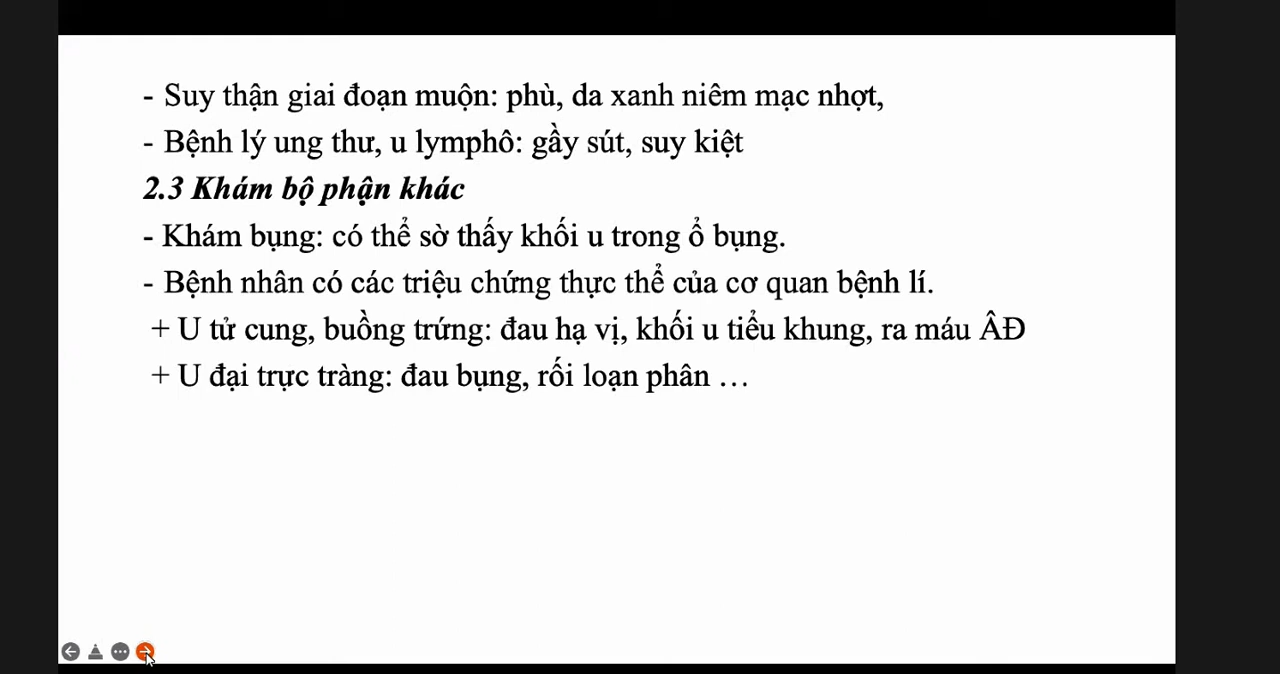 - Suy thận giai đoạn muộn: phù, da xanh niêm mạc nhợt,
- Bệnh lý ung thư, u lymphô: gầy sút, suy kiệt
2.3 Khám bộ phận khác
- Khám bụng: có thể sờ thấy khối u trong ổ bụng.
- Bệnh nhân có các triệu chứng thực thể của cơ quan bệnh lí.
+ U tử cung, buồng trứng: đau hạ vị, khối u tiểu khung, ra máu ÂĐ
+ U đại trực tràng: đau bụng, rối loạn phân …